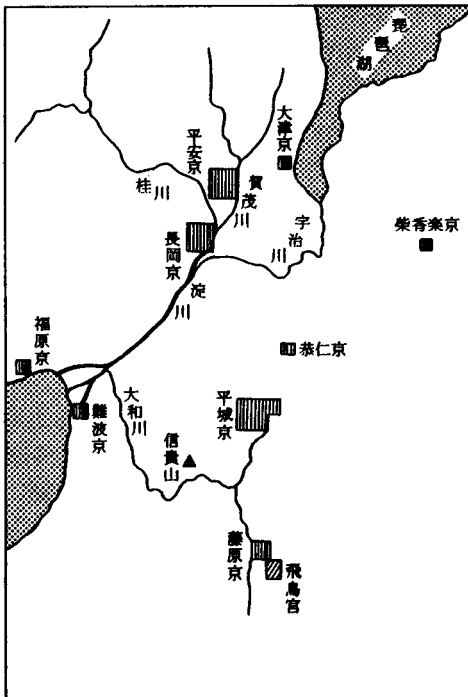 琵琶湖
大津京
平安京
桂川
賀茂川
宇治川
柴香楽京
長岡京
淀川
福原京
恭仁京
難波京
大和川
平城京
信貴山
藤原京
飛鳥宮